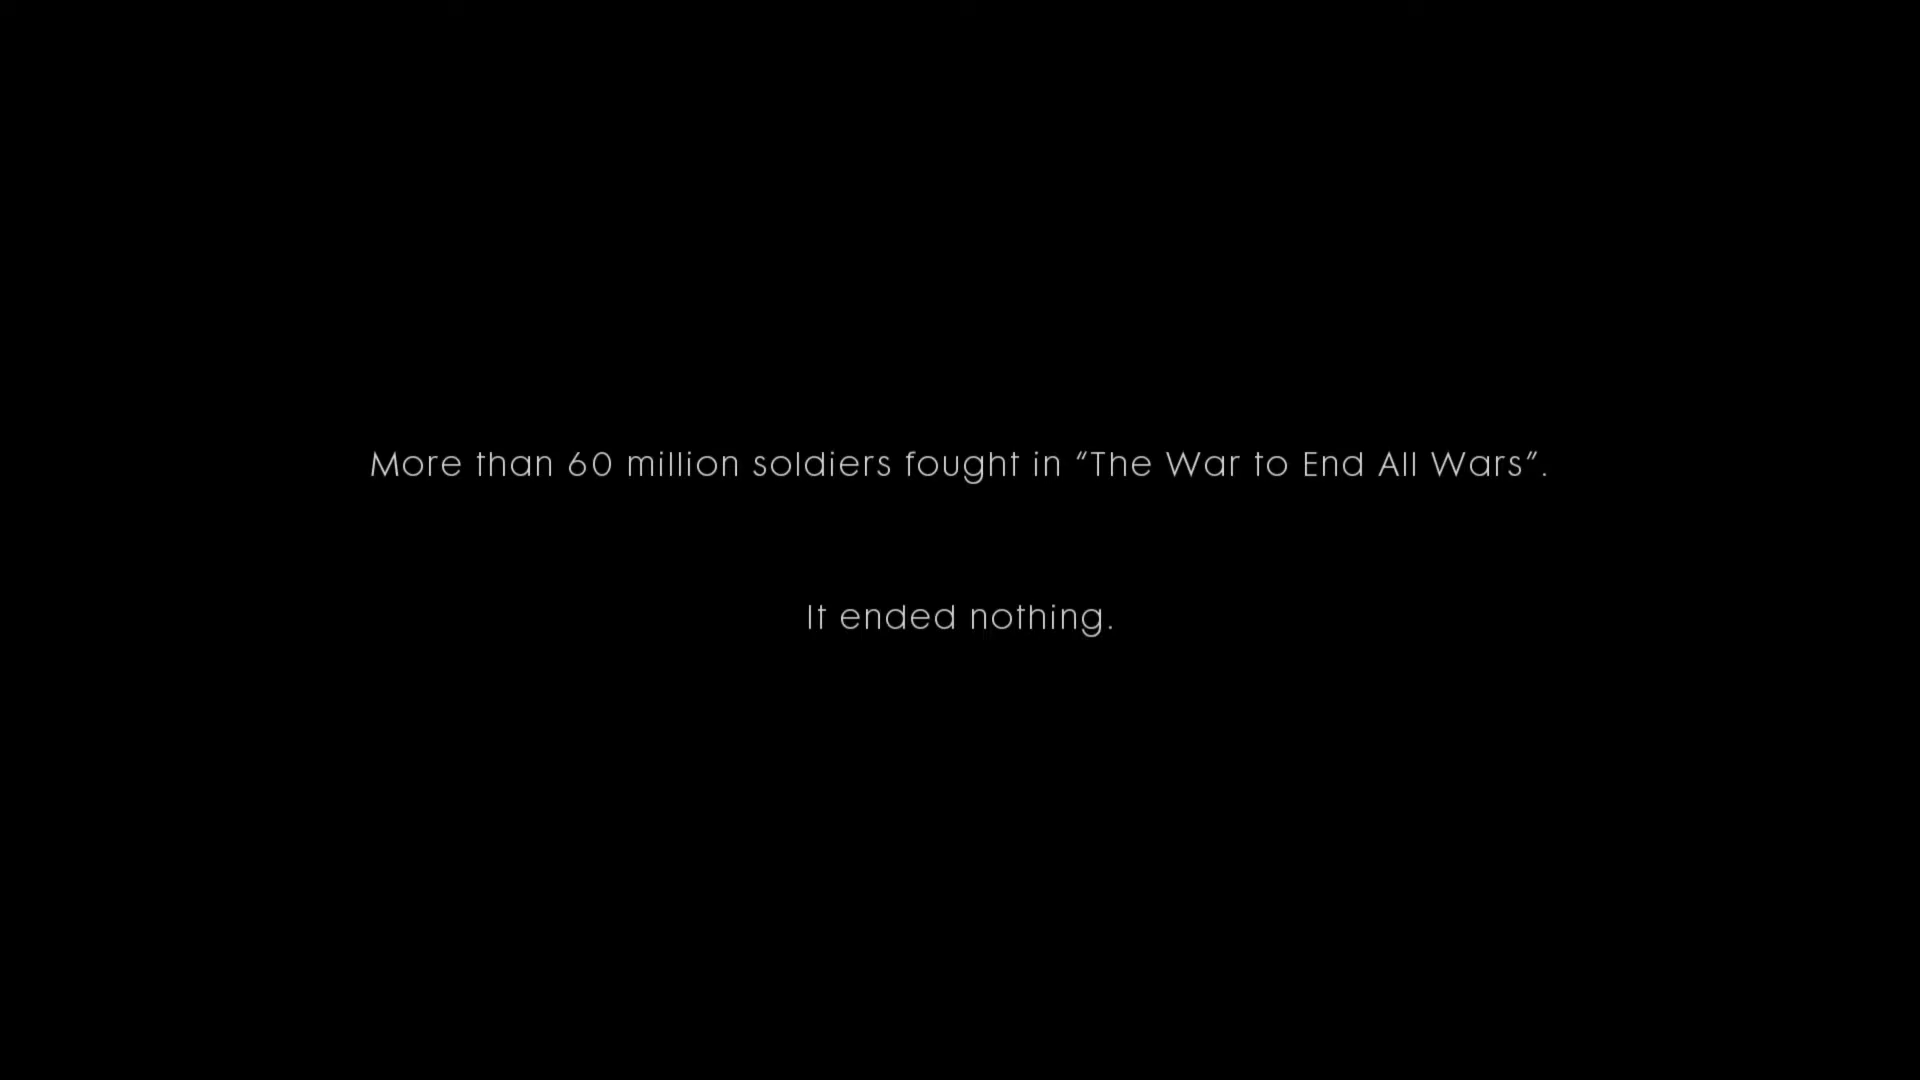 More than 60 million soldiers fought in “The War to End All Wars”.
It ended nothing.